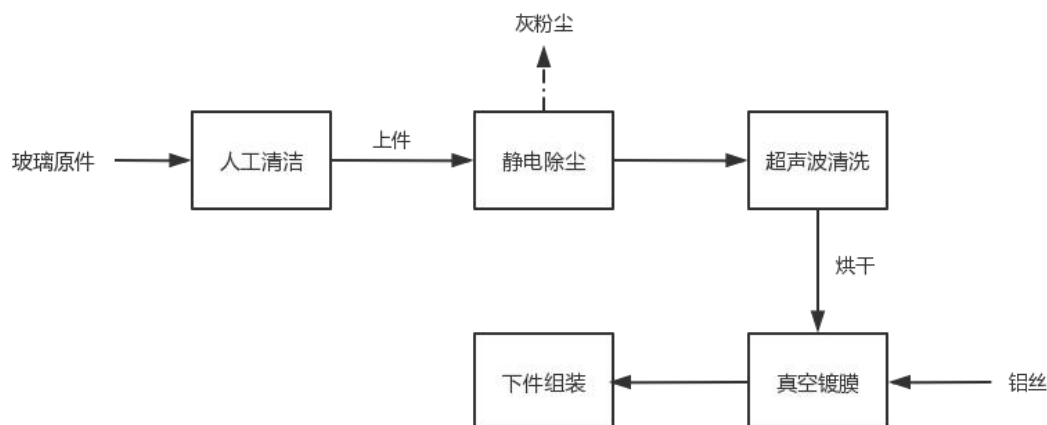 灰粉尘
玻璃原件
人工清洁
上件
静电除尘
超声波清洗
烘干
下件组装
真空镀膜
铝丝